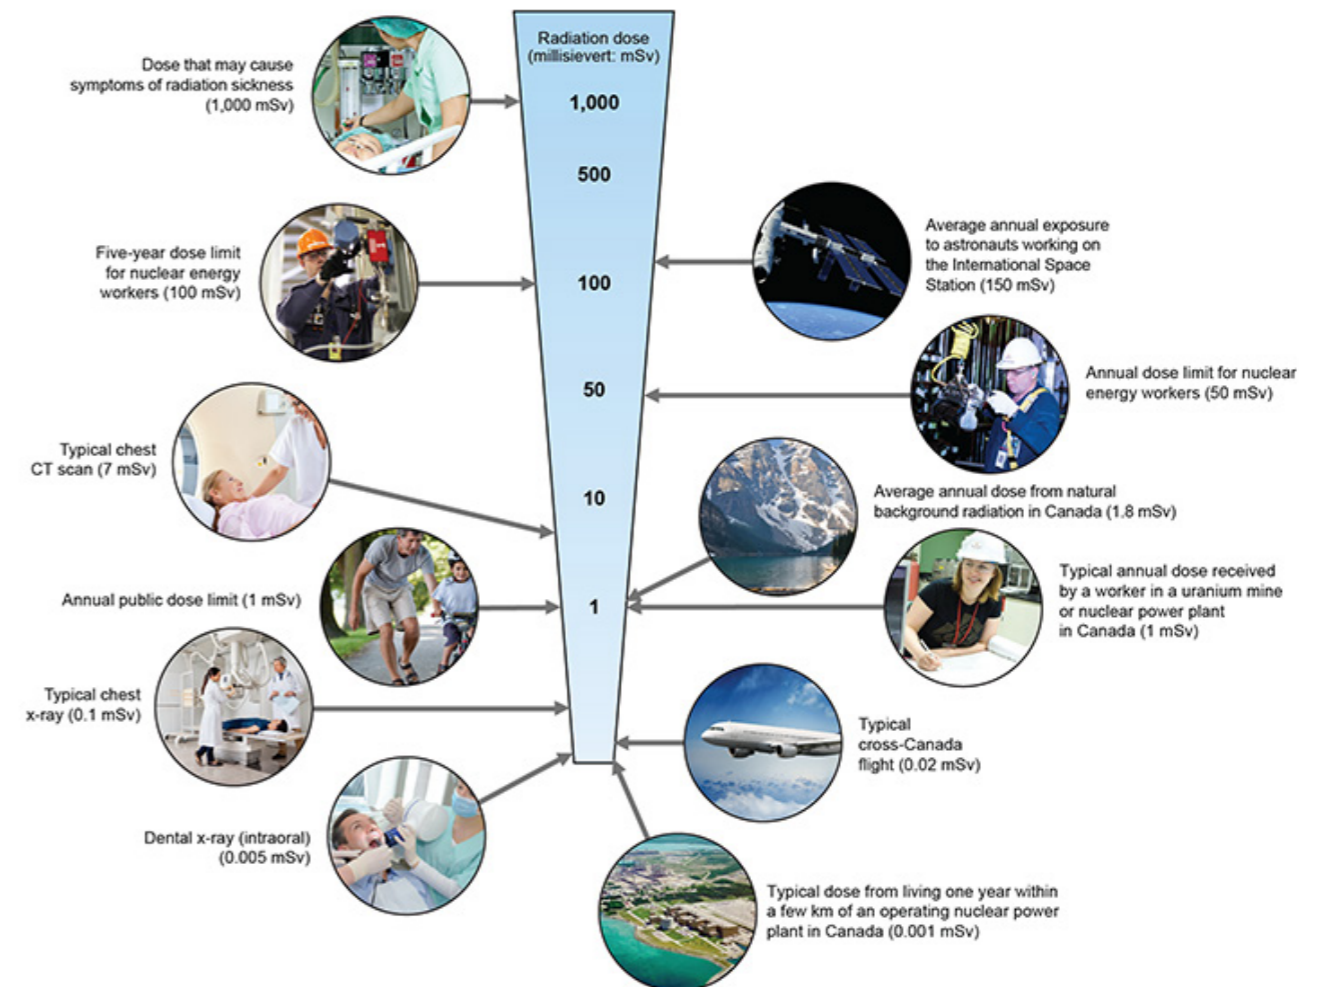 Radiation dose
(millisievert: mSv)
1,000
500
100
50
10
1
Dose that may cause
symptoms of radiation sickness
(1,000 mSv)
Five-year dose limit
for nuclear energy
workers (100 mSv)
Typical chest
CT scan (7 mSv)
Annual public dose limit (1 mSv)
Typical chest
x-ray (0.1 mSv)
Dental x-ray (intraoral)
(0.005 mSv)
Average annual exposure
to astronauts working on
the International Space
Station (150 mSv)
Annual dose limit for nuclear
energy workers (50 mSv)
Average annual dose from natural
background radiation in Canada (1.8 mSv)
Typical annual dose received
by a worker in a uranium mine
or nuclear power plant
in Canada (1 mSv)
Typical
cross-Canada
flight (0.02 mSv)
Typical dose from living one year within
a few km of an operating nuclear power
plant in Canada (0.001 mSv)